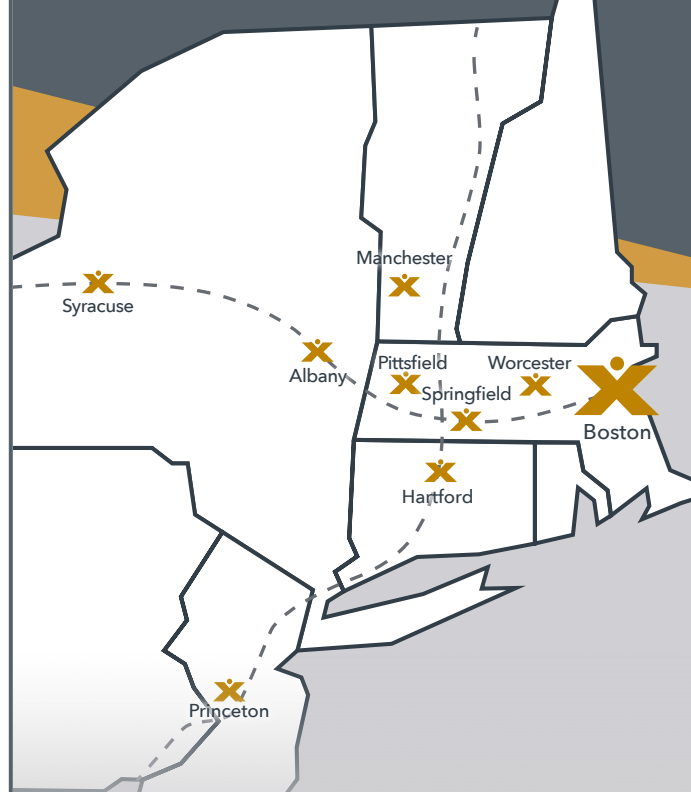 Manchester
Syracuse
Albany
Pittsfield
Worcester
Springfield
Boston
Hartford
Princeton